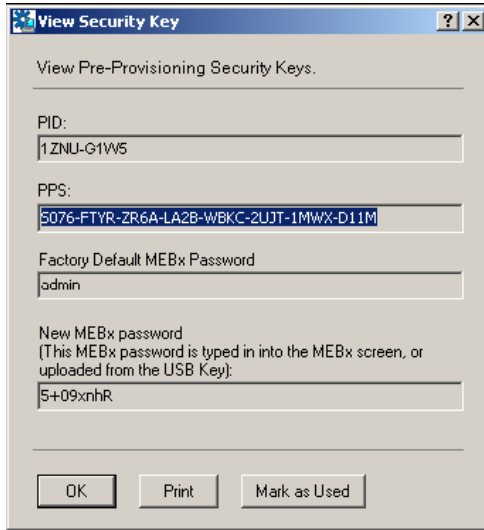 View Security Key
View Pre-Provisioning Security Keys.
PID:
1ZNU-G1W5
PPS:
5076-FTYR-ZR6A-LA2B-WBKC-2UJT-1MWX-D11M
Factory Default MEBx Password
admin
New MEBx password
(This MEBx password is typed in into the MEBx screen, or
uploaded from the USB Key):
5+09xnhR
OK
Print
Mark as Used